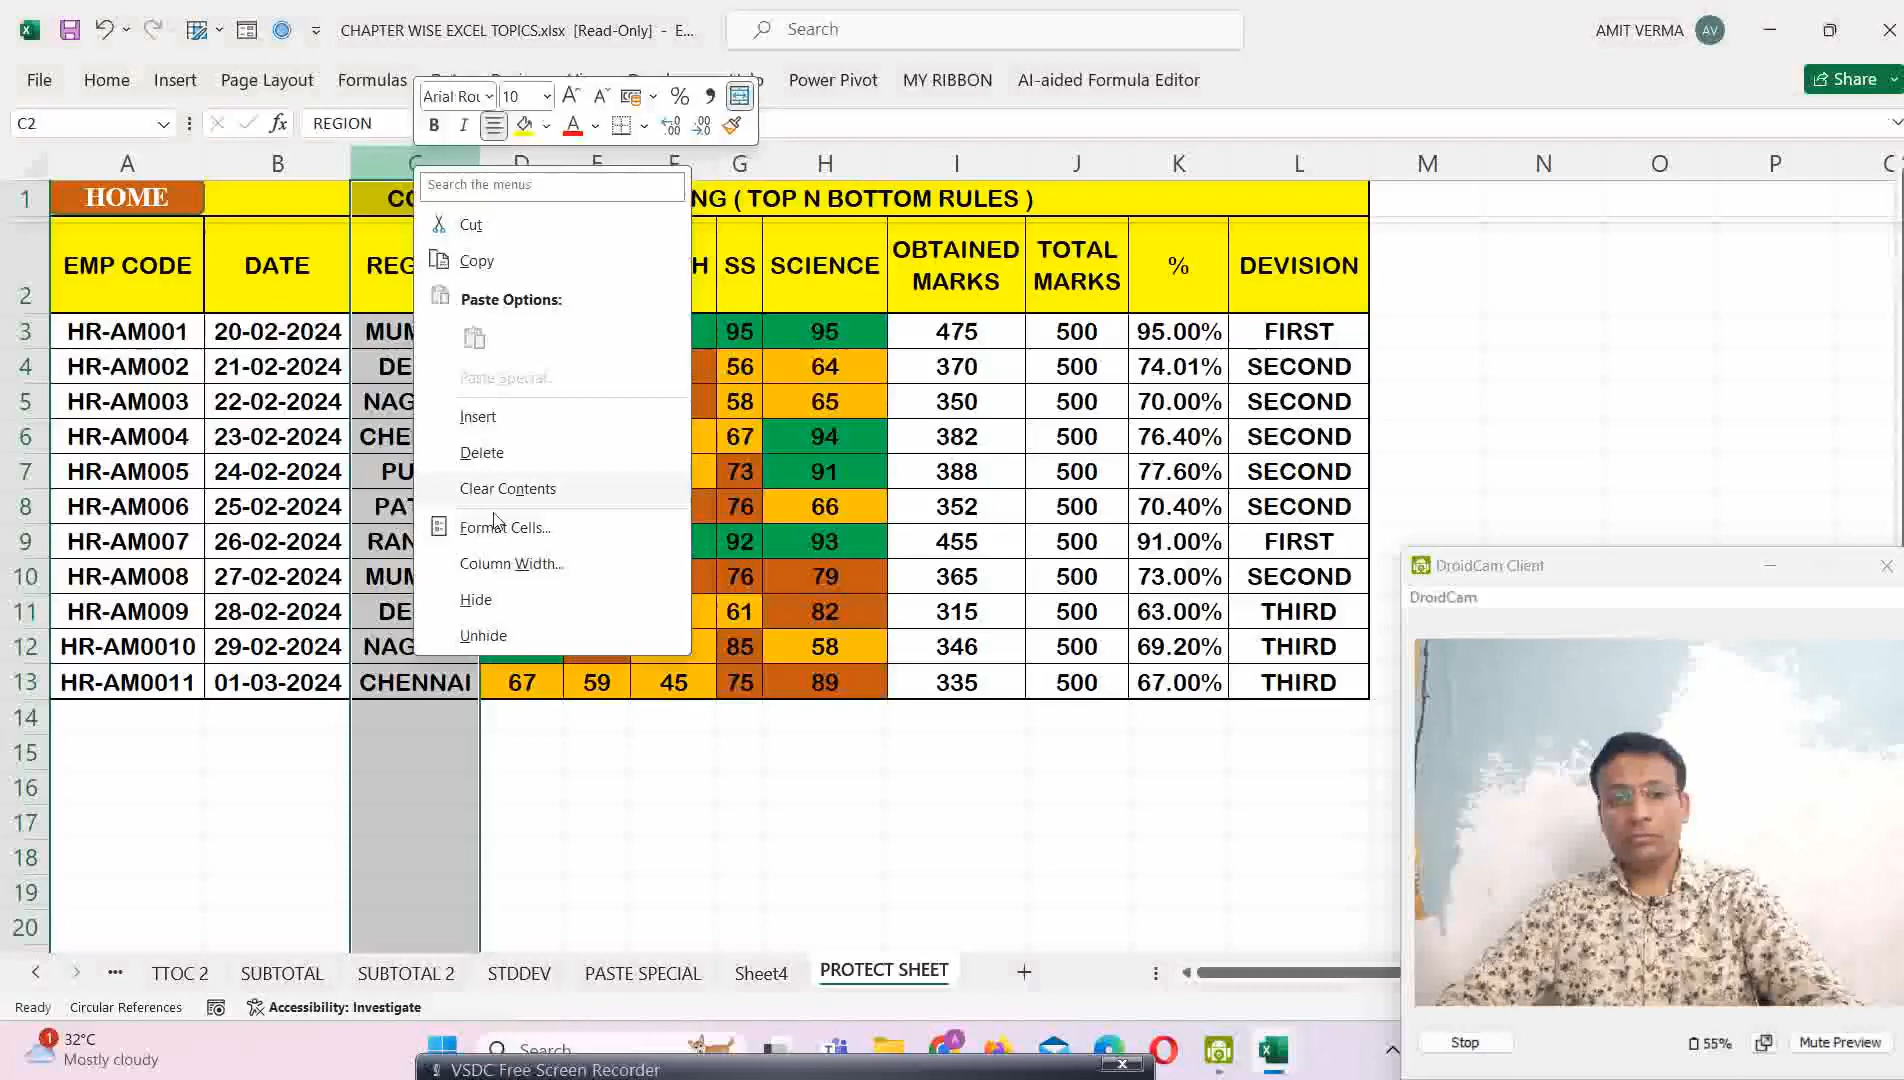 CHAPTER WISE EXCEL TOPICS.xlsx [Read-Only] - E...
Search
AMIT VERMA AV
File Home Insert Page Layout Formulas Power Pivot MY RIBBON AI-aided Formula Editor Share
Arial Rou 10
C2 fx REGION
B I A
A B C D E F G H I J K L M N O P
1 HOME NG ( TOP N BOTTOM RULES )
2 EMP CODE DATE REG H SS SCIENCE OBTAINED MARKS TOTAL MARKS % DEVISION
3 HR-AM001 20-02-2024 MUM 95 95 475 500 95.00% FIRST
4 HR-AM002 21-02-2024 DE 56 64 370 500 74.01% SECOND
5 HR-AM003 22-02-2024 NAG 58 65 350 500 70.00% SECOND
6 HR-AM004 23-02-2024 CHE 67 94 382 500 76.40% SECOND
7 HR-AM005 24-02-2024 PU 73 91 388 500 77.60% SECOND
8 HR-AM006 25-02-2024 PAT 76 66 352 500 70.40% SECOND
9 HR-AM007 26-02-2024 RAN 92 93 455 500 91.00% FIRST
10 HR-AM008 27-02-2024 MUM 76 79 365 500 73.00% SECOND
11 HR-AM009 28-02-2024 DE 61 82 315 500 63.00% THIRD
12 HR-AM0010 29-02-2024 NAG 85 58 346 500 69.20% THIRD
13 HR-AM0011 01-03-2024 CHENNAI 67 59 45 75 89 335 500 67.00% THIRD
14
15
16
17
18
19
20
Search the menus
Cut
Copy
Paste Options:
Paste Special...
Insert
Delete
Clear Contents
Format Cells...
Column Width...
Hide
Unhide
DroidCam Client
DroidCam
Stop 55% Mute Preview
TTOC 2 SUBTOTAL SUBTOTAL 2 STDDEV PASTE SPECIAL Sheet4 PROTECT SHEET
Ready Circular References Accessibility: Investigate
1 32°C
Mostly cloudy
Search
VSDC Free Screen Recorder